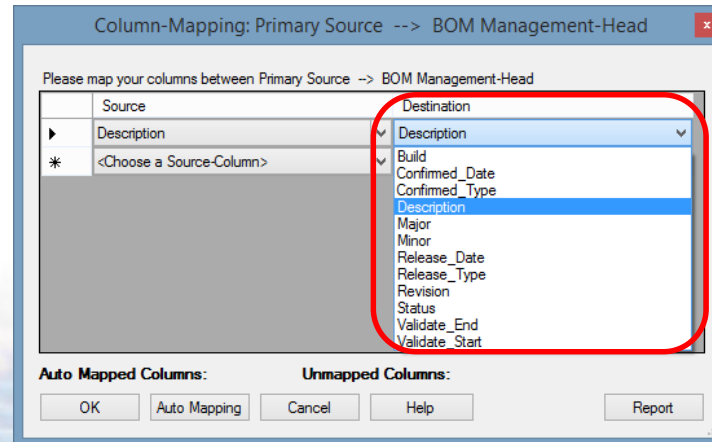 Column-Mapping: Primary Source --> BOM Management-Head
x
Please map your columns between Primary Source --> BOM Management-Head
Source Destination
Description Description
<Choose a Source-Column>
Build
Confirmed_Date
Confirmed_Type
Description
Major
Minor
Release_Date
Release_Type
Revision
Status
Validate_End
Validate_Start
Auto Mapped Columns: Unmapped Columns:
OK Auto Mapping Cancel Help Report